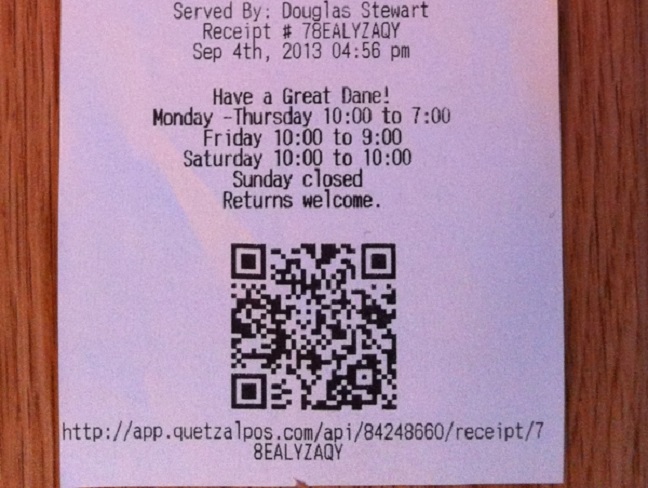 Served By: Douglas Stewart
Receipt # 78EALYZAQY
Sep 4th, 2013 04:56 pm
Have a Great Dane!
Monday -Thursday 10:00 to 7:00
Friday 10:00 to 9:00
Saturday 10:00 to 10:00
Sunday closed
Returns welcome.
http://app.quetzalpos.com/api/84248660/receipt/7
8EALYZAQY